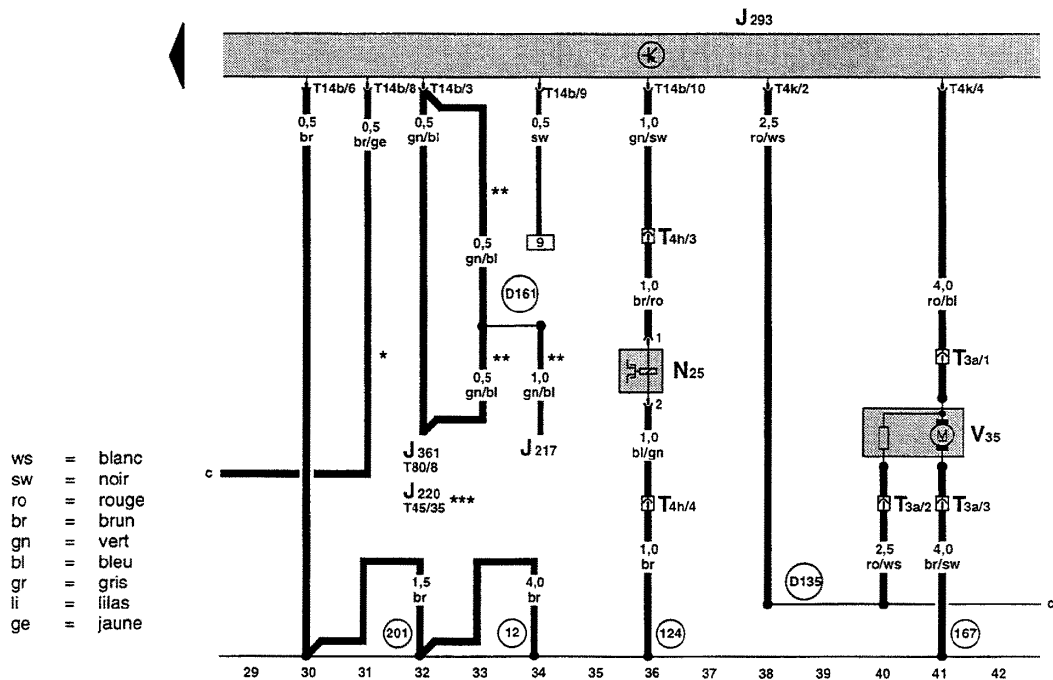 J293
T14b/6 T14b/8 T14b/3 T14b/9 T14b/10 T4k/2 T4k/4
0,5 br
0,5 br/ge
0,5 gn/bl
0,5 sw
1,0 gn/sw
2,5 ro/ws
**
9
T4h/3
0,5 gn/bl
D161
1,0 br/ro
4,0 ro/bl
*
1
T3a/1
**
**
N25
0,5 gn/bl
1,0 gn/bl
2
M
V35
J361
T80/8
J217
1,0 bl/gn
J220 ***
T45/35
c
T4h/4
T3a/2
T3a/3
ws = blanc
sw = noir
ro = rouge
br = brun
gn = vert
bl = bleu
gr = gris
li = lilas
ge = jaune
1,5 br
4,0 br
1,0 br
2,5 ro/ws
4,0 br/sw
D135
c
201
12
124
167
29 30 31 32 33 34 35 36 37 38 39 40 41 42